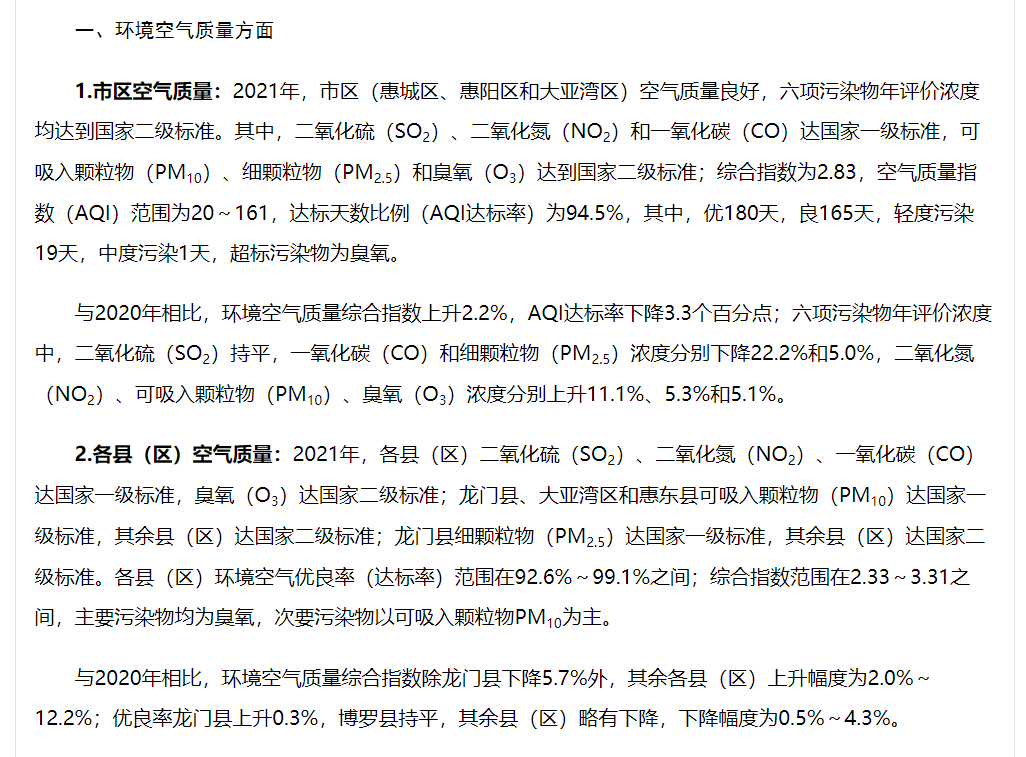 一、环境空气质量方面
1.市区空气质量：2021年，市区（惠城区、惠阳区和大亚湾区）空气质量良好，六项污染物年评价浓度
均达到国家二级标准。其中，二氧化硫（SO₂）、二氧化氮（NO₂）和一氧化碳（CO）达国家一级标准，可
吸入颗粒物（PM₁₀）、细颗粒物（PM₂.₅）和臭氧（O₃）达到国家二级标准；综合指数为2.83，空气质量指
数（AQI）范围为20～161，达标天数比例（AQI达标率）为94.5%，其中，优180天，良165天，轻度污染
19天，中度污染1天，超标污染物为臭氧。
与2020年相比，环境空气质量综合指数上升2.2%，AQI达标率下降3.3个百分点；六项污染物年评价浓度
中，二氧化硫（SO₂）持平，一氧化碳（CO）和细颗粒物（PM₂.₅）浓度分别下降22.2%和5.0%，二氧化氮
（NO₂）、可吸入颗粒物（PM₁₀）、臭氧（O₃）浓度分别上升11.1%、5.3%和5.1%。
2.各县（区）空气质量：2021年，各县（区）二氧化硫（SO₂）、二氧化氮（NO₂）、一氧化碳（CO）
达国家一级标准，臭氧（O₃）达国家二级标准；龙门县、大亚湾区和惠东县可吸入颗粒物（PM₁₀）达国家一
级标准，其余县（区）达国家二级标准；龙门县细颗粒物（PM₂.₅）达国家一级标准，其余县（区）达国家二
级标准。各县（区）环境空气优良率（达标率）范围在92.6%～99.1%之间；综合指数范围在2.33～3.31之
间，主要污染物均为臭氧，次要污染物以可吸入颗粒物PM₁₀为主。
与2020年相比，环境空气质量综合指数除龙门县下降5.7%外，其余各县（区）上升幅度为2.0%～
12.2%；优良率龙门县上升0.3%，博罗县持平，其余县（区）略有下降，下降幅度为0.5%～4.3%。